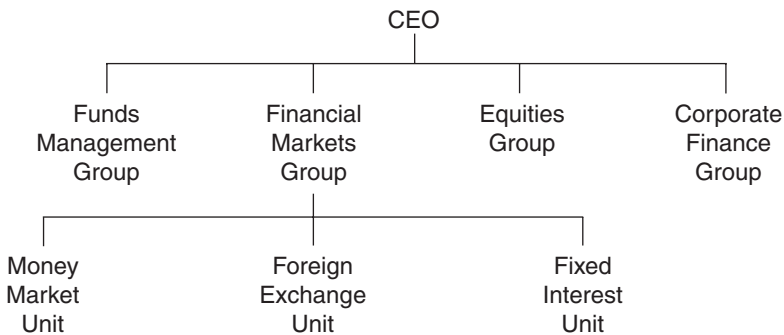 CEO
Funds
Management
Group
Financial
Markets
Group
Equities
Group
Corporate
Finance
Group
Money
Market
Unit
Foreign
Exchange
Unit
Fixed
Interest
Unit